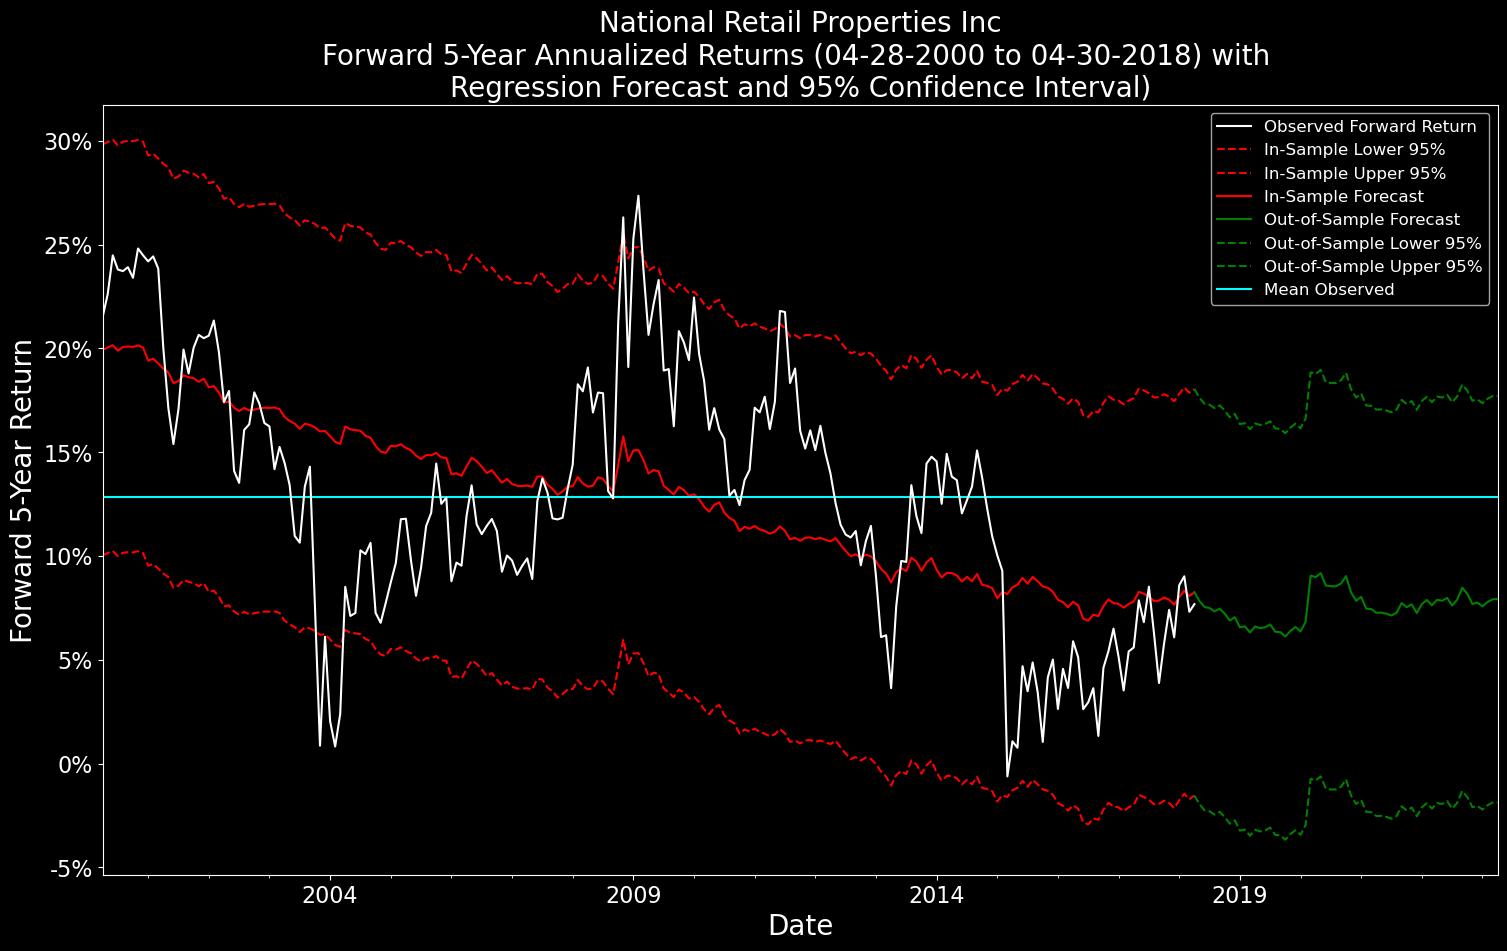 National Retail Properties Inc
Forward 5-Year Annualized Returns (04-28-2000 to 04-30-2018) with
Regression Forecast and 95% Confidence Interval)
Observed Forward Return
In-Sample Lower 95%
In-Sample Upper 95%
In-Sample Forecast
Out-of-Sample Forecast
Out-of-Sample Lower 95%
Out-of-Sample Upper 95%
Mean Observed
Forward 5-Year Return
30%
25%
20%
15%
10%
5%
0%
-5%
2004 2009 2014 2019
Date